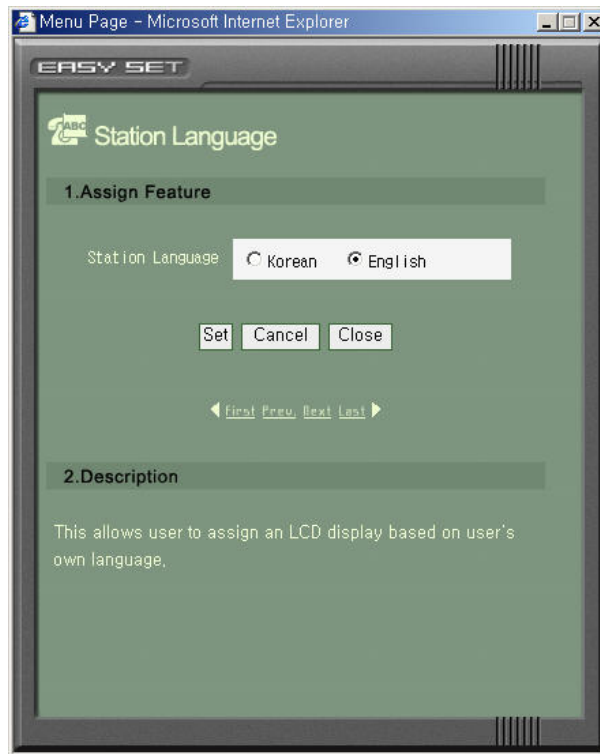 Menu Page - Microsoft Internet Explorer
EASY SET
ABC
Station Language
1.Assign Feature
Station Language Korean English
Set Cancel Close
First Prev. Next Last
2.Description
This allows user to assign an LCD display based on user's
own language.